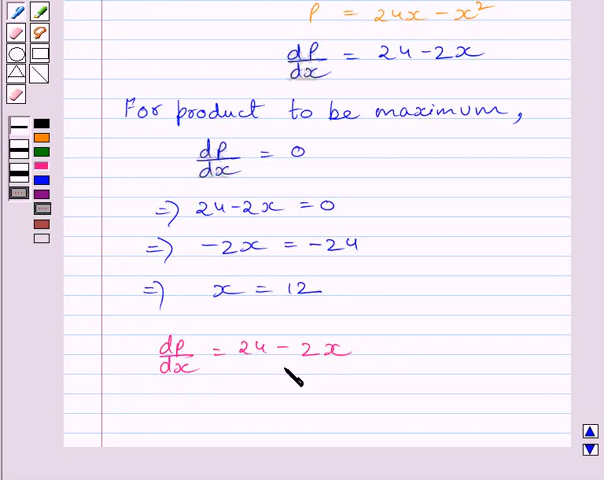 P = 24x - x²
dP/dx = 24 - 2x
For product to be maximum,
dP/dx = 0
=> 24 - 2x = 0
=> -2x = -24
=> x = 12
dP/dx = 24 - 2x